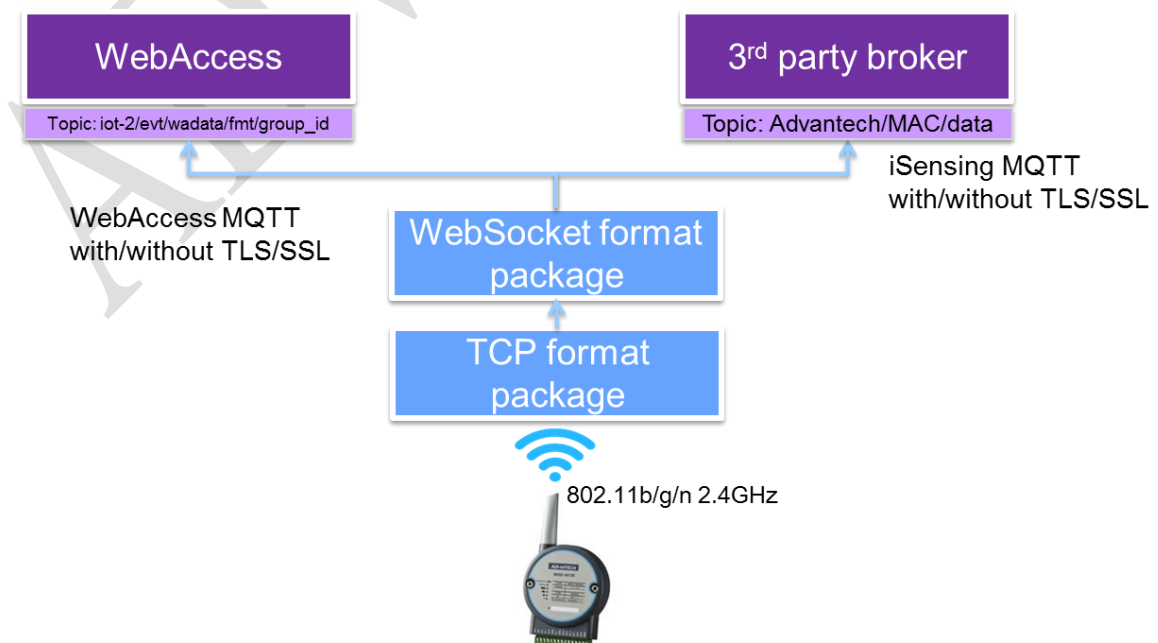 WebAccess
Topic: iot-2/evt/wadata/fmt/group_id
3rd party broker
Topic: Advantech/MAC/data
iSensing MQTT
with/without TLS/SSL
WebAccess MQTT
with/without TLS/SSL
WebSocket format
package
TCP format
package
802.11b/g/n 2.4GHz